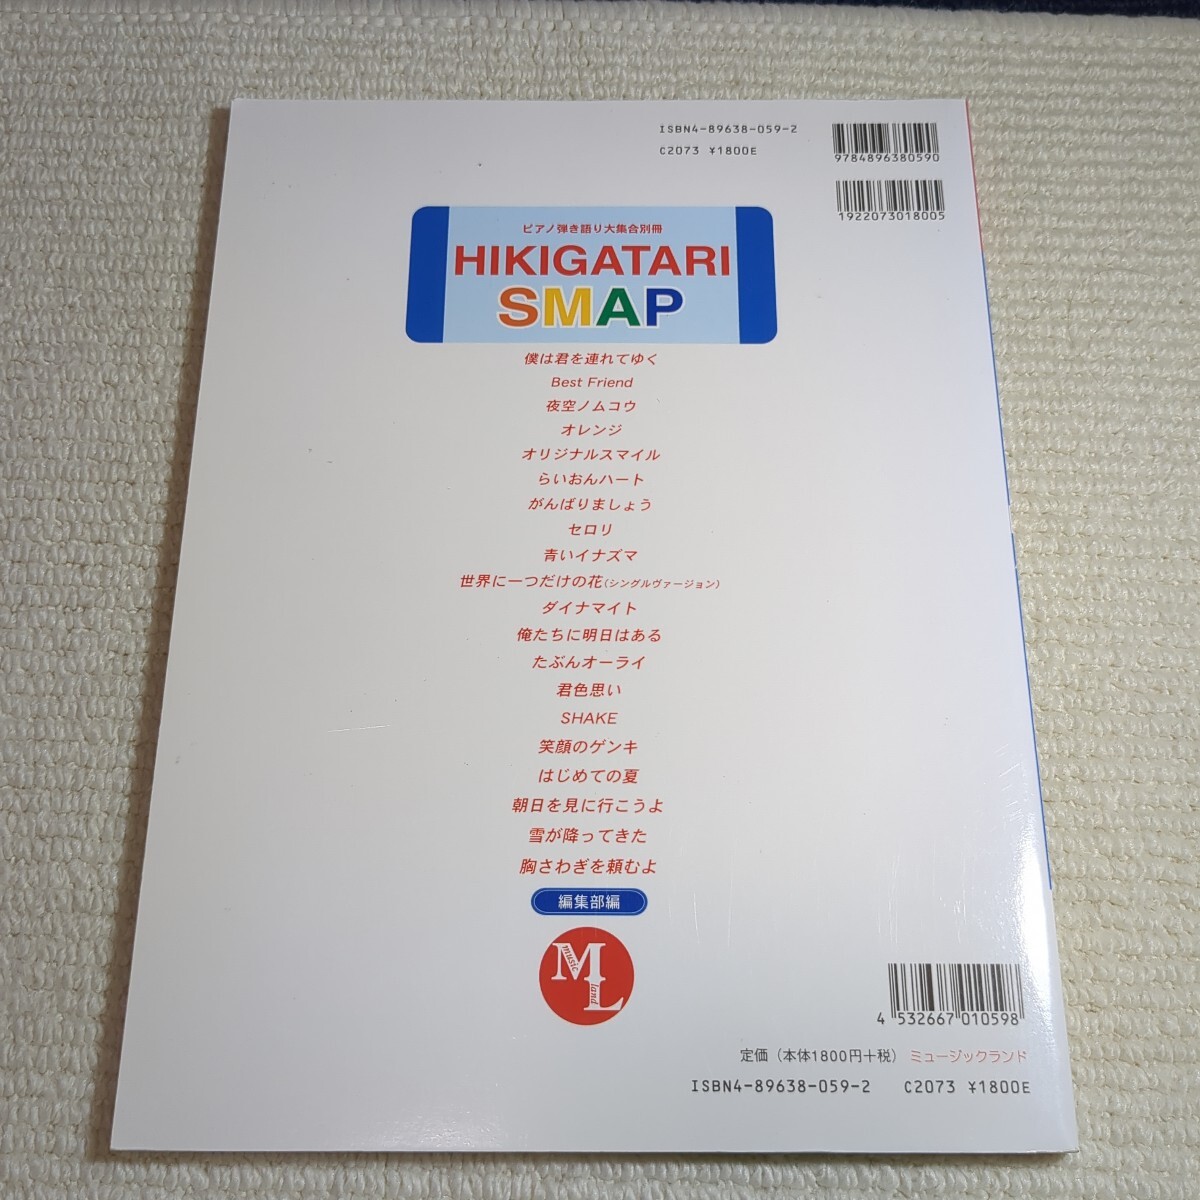 ISBN4-89638-059-2
C2073 ¥1800E
9784896380590
1922073018005
ピアノ弾き語り大集合別冊
HIKIGATARI
SMAP
僕は君を連れてゆく
Best Friend
夜空ノムコウ
オレンジ
オリジナルスマイル
らいおんハート
がんばりましょう
セロリ
青いイナズマ
世界に一つだけの花(シングルヴァージョン)
ダイナマイト
俺たちに明日はある
たぶんオーライ
君色思い
SHAKE
笑顔のゲンキ
はじめての夏
朝日を見に行こうよ
雪が降ってきた
胸さわぎを頼むよ
編集部編
M music
L land
4 532667 010598
定価（本体1800円+税） ミュージックランド
ISBN4-89638-059-2 C2073 ¥1800E